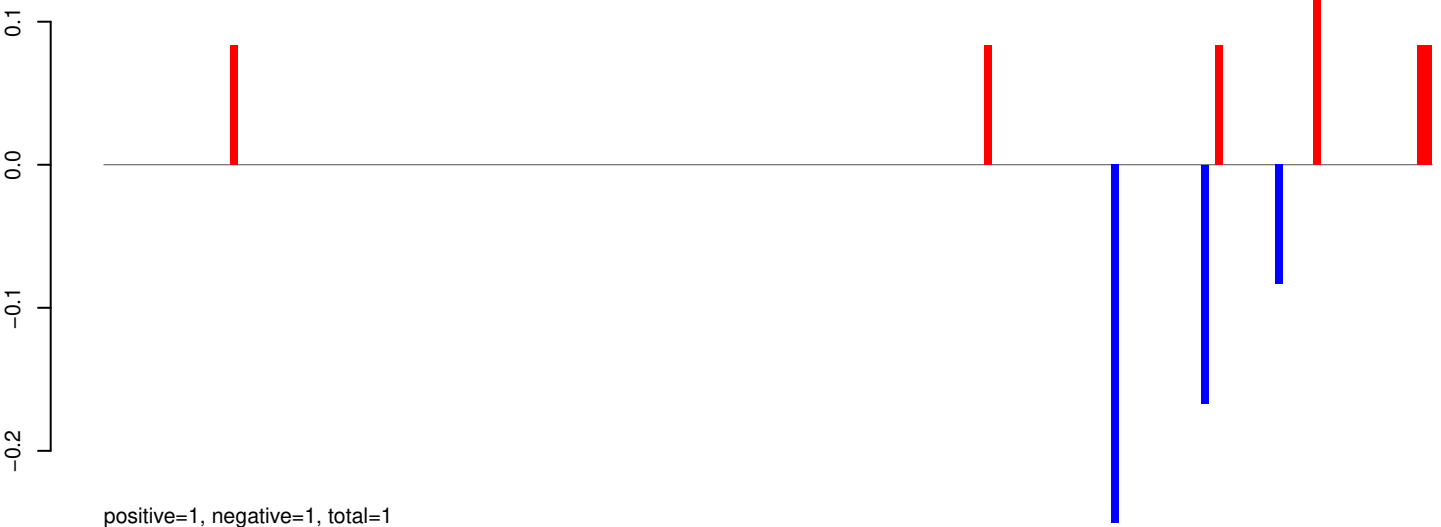 0.1
0.0
−0.1
−0.2
positive=1, negative=1, total=1